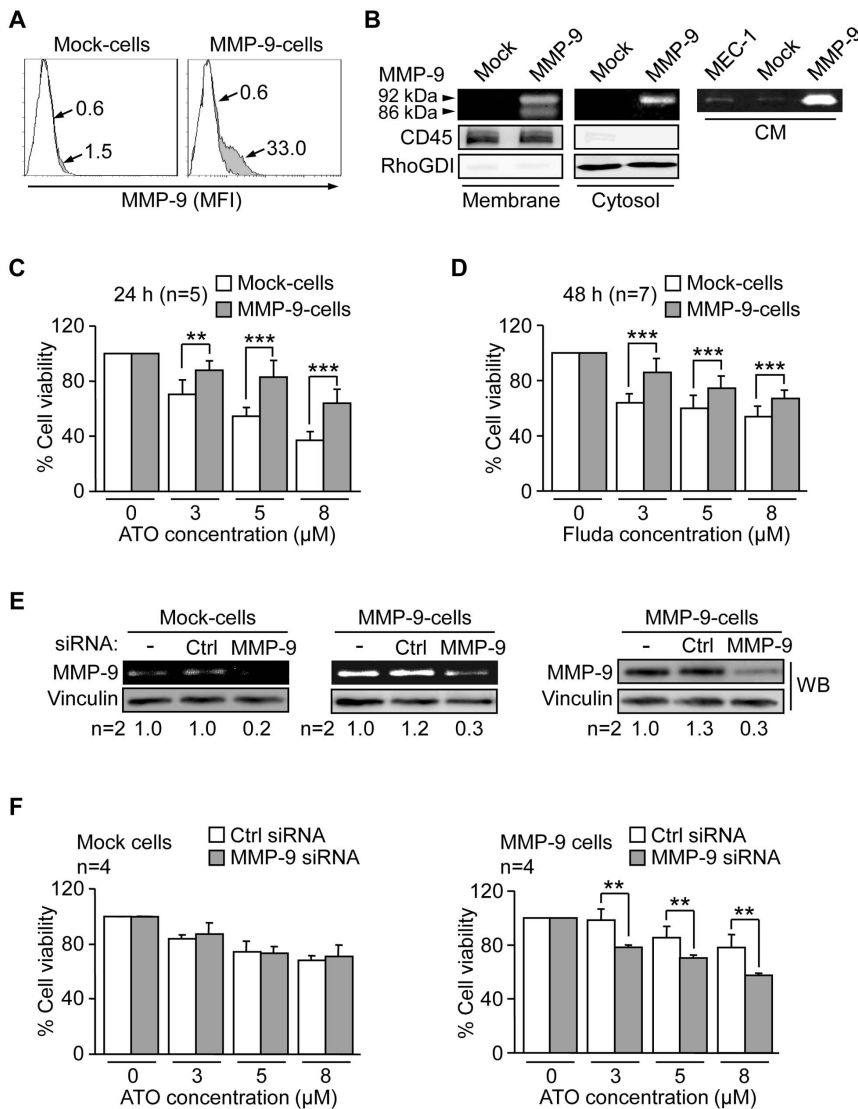 A
Mock-cells
MMP-9-cells
0.6
1.5
0.6
33.0
MMP-9 (MFI)
B
Mock
MMP-9
Mock
MMP-9
MEC-1
Mock
MMP-9
MMP-9
92 kDa
86 kDa
CD45
RhoGDI
Membrane
Cytosol
CM
C
24 h (n=5)
Mock-cells
MMP-9-cells
% Cell viability
120
80
40
0
**
***
***
0 3 5 8
ATO concentration (µM)
D
48 h (n=7)
Mock-cells
MMP-9-cells
% Cell viability
120
80
40
0
***
***
***
0 3 5 8
Fluda concentration (µM)
E
Mock-cells
siRNA: - Ctrl MMP-9
MMP-9
Vinculin
n=2 1.0 1.0 0.2
MMP-9-cells
- Ctrl MMP-9
n=2 1.0 1.2 0.3
MMP-9-cells
- Ctrl MMP-9
MMP-9
Vinculin
WB
n=2 1.0 1.3 0.3
F
Mock cells
n=4
Ctrl siRNA
MMP-9 siRNA
% Cell viability
120
80
40
0
0 3 5 8
ATO concentration (µM)
MMP-9 cells
n=4
Ctrl siRNA
MMP-9 siRNA
% Cell viability
120
80
40
0
**
**
**
0 3 5 8
ATO concentration (µM)